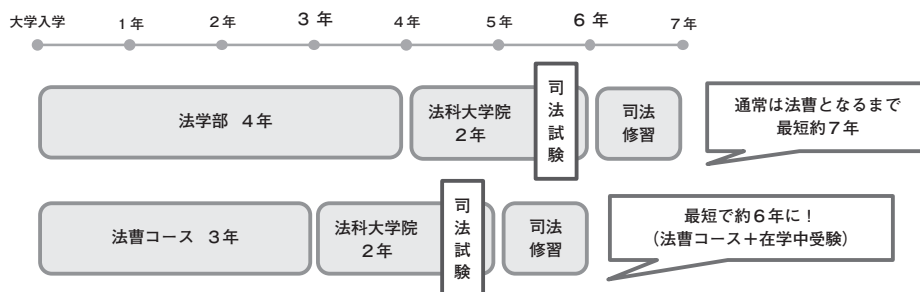 大学入学 1年 2年 3年 4年 5年 6年 7年
法学部 4年
法科大学院
2年
司法試験
司法
修習
通常は法曹となるまで
最短約7年
法曹コース 3年
法科大学院
2年
司法試験
司法
修習
最短で約6年に！
（法曹コース＋在学中受験）